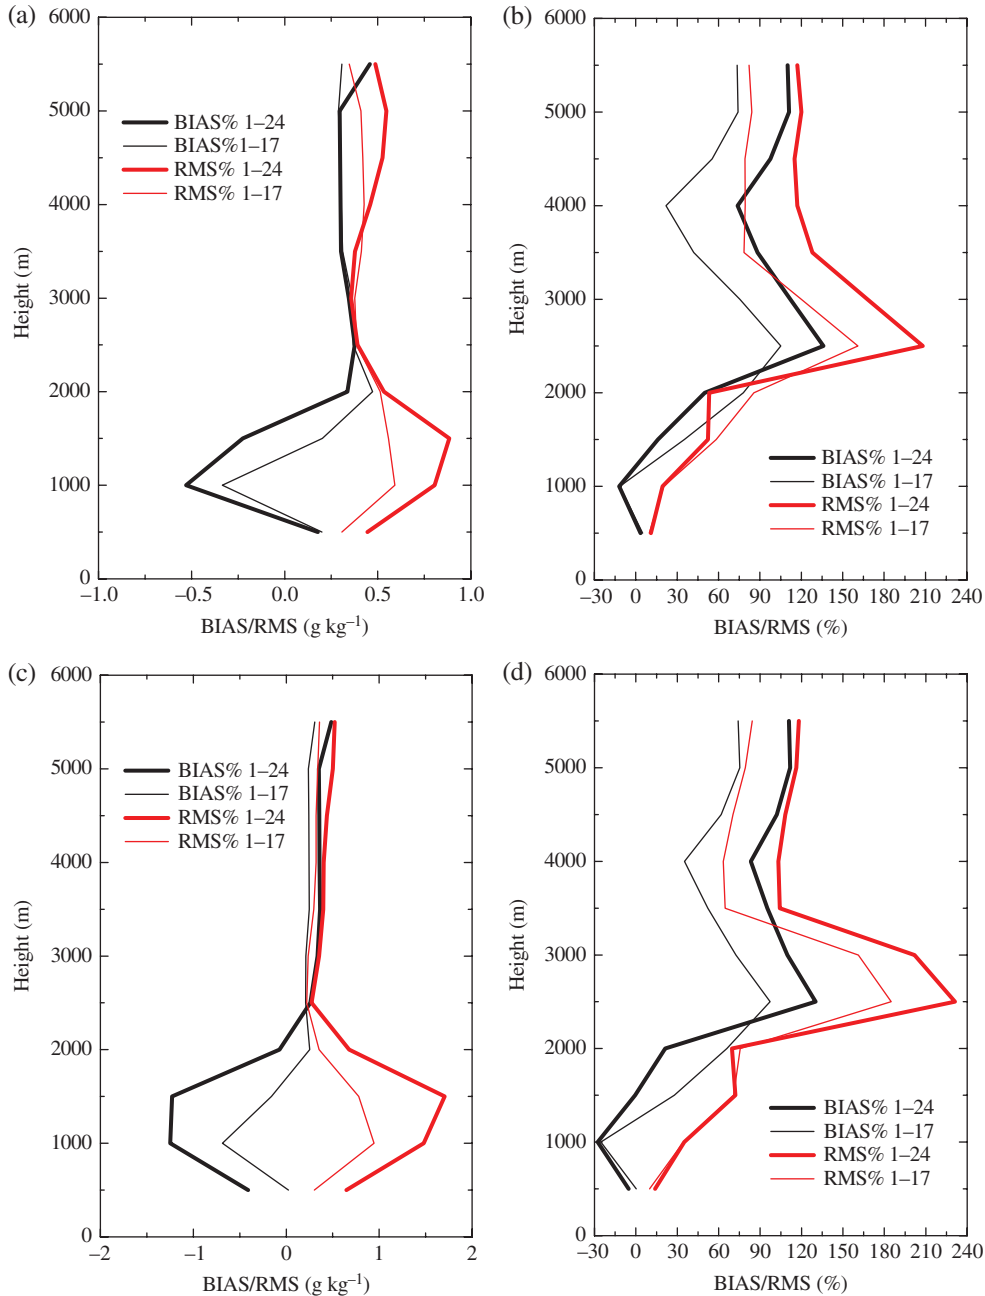 (a)
6000
5000
4000
3000
2000
1000
0
Height (m)
BIAS% 1–24
BIAS%1–17
RMS% 1–24
RMS% 1–17
–1.0
–0.5
0.0
0.5
1.0
BIAS/RMS (g kg⁻¹)
(b)
6000
5000
4000
3000
2000
1000
0
Height (m)
BIAS% 1–24
BIAS% 1–17
RMS% 1–24
RMS% 1–17
–30 0 30 60 90 120 150 180 210 240
BIAS/RMS (%)
(c)
6000
5000
4000
3000
2000
1000
0
Height (m)
BIAS% 1–24
BIAS% 1–17
RMS% 1–24
RMS% 1–17
–2
–1
0
1
2
BIAS/RMS (g kg⁻¹)
(d)
6000
5000
4000
3000
2000
1000
0
Height (m)
BIAS% 1–24
BIAS% 1–17
RMS% 1–24
RMS% 1–17
–30 0 30 60 90 120 150 180 210 240
BIAS/RMS (%)